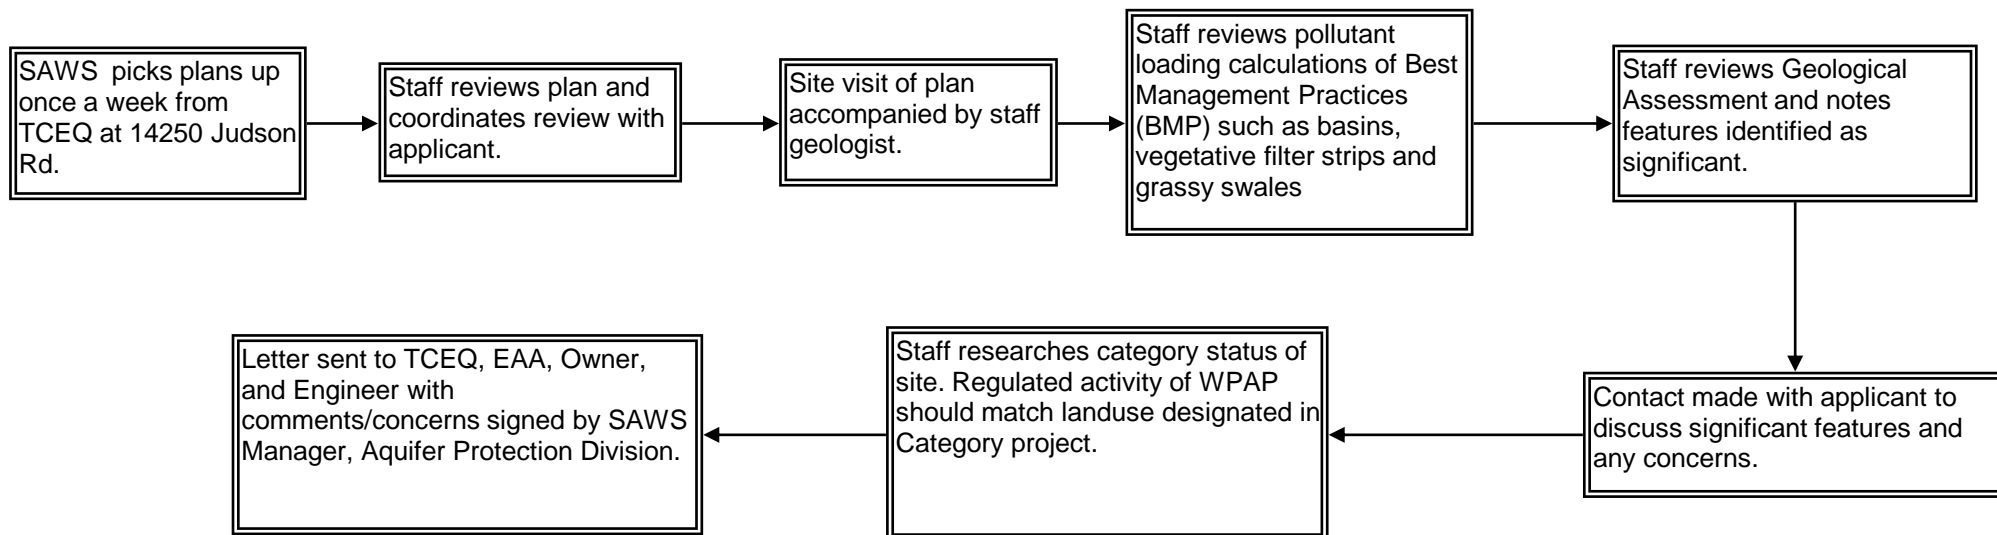 SAWS  picks plans up
once a week from
TCEQ at 14250 Judson
Rd.
Staff reviews plan and
coordinates review with
applicant.
Site visit of plan
accompanied by staff
geologist.
Staff reviews pollutant
loading calculations of Best
Management Practices
(BMP) such as basins,
vegetative filter strips and
grassy swales
Staff reviews Geological
Assessment and notes
features identified as
significant.
Contact made with applicant to
discuss significant features and
any concerns.
Staff researches category status of
site. Regulated activity of WPAP
should match landuse designated in
Category project.
Letter sent to TCEQ, EAA, Owner,
and Engineer with
comments/concerns signed by SAWS
Manager, Aquifer Protection Division.